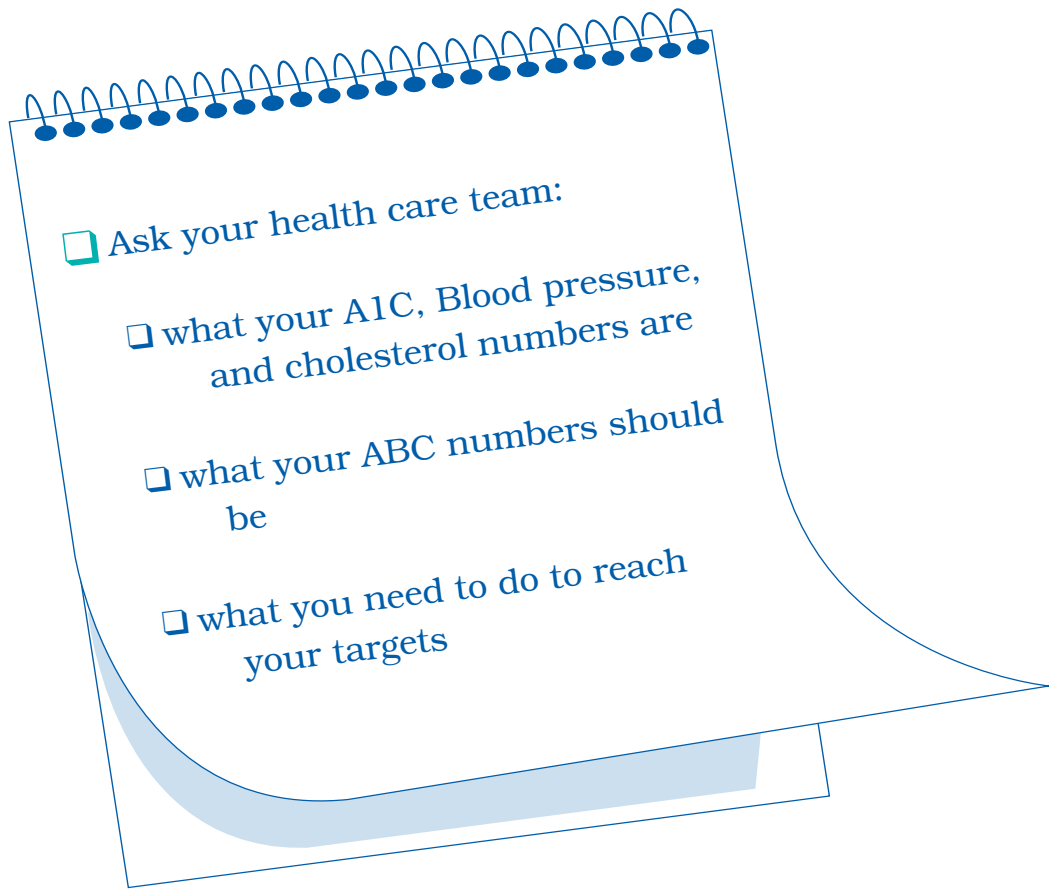 ❏ Ask your health care team:
❏ what your A1C, Blood pressure,
and cholesterol numbers are
❏ what your ABC numbers should
be
❏ what you need to do to reach
your targets